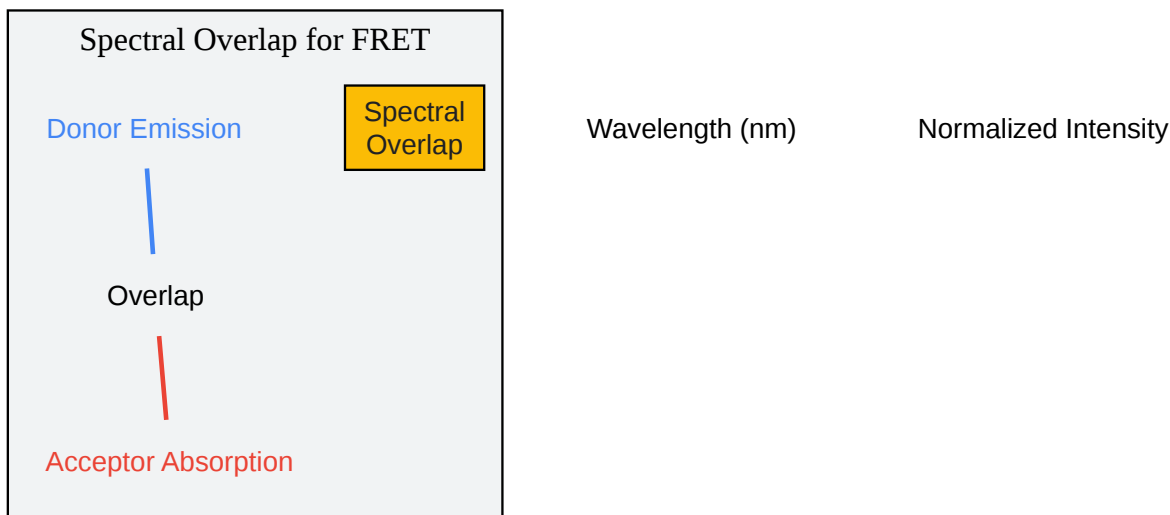 Spectral Overlap for FRET
Donor Emission
Spectral
Overlap
Wavelength (nm)
Normalized Intensity
Overlap
Acceptor Absorption